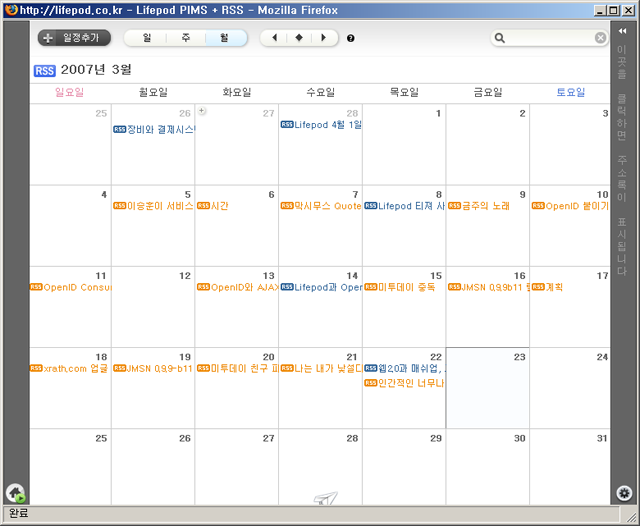 http://lifepod.co.kr - Lifepod PIMS + RSS - Mozilla Firefox
일정추가 일 주 월
RSS 2007년 3월
일요일 월요일 화요일 수요일 목요일 금요일 토요일
25 26 27 28 1 2 3
RSS 장비와 결제시스 RSS Lifepod 4월 1일
4 5 6 7 8 9 10
RSS 이승훈이 서비스 RSS 시간 RSS 막시무스 Quote RSS Lifepod 티져 사 RSS 금주의 노래 RSS OpenID 붙이기
11 12 13 14 15 16 17
RSS OpenID Consu RSS OpenID와 AJAX RSS Lifepod과 Oper RSS 미투데이 중독 RSS JMSN 0.9.9b11 RSS 계획
18 19 20 21 22 23 24
RSS xrath.com 업글 RSS JMSN 0.9.9-b11 RSS 미투데이 친구 RSS 나는 내가 낯설다 RSS 웹2.0과 매쉬업,
RSS 인간적인 너무나
25 26 27 28 29 30 31
이곳을 클릭하면 주소록이 표시됩니다
완료